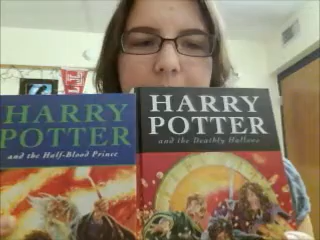 HARRY
POTTER
and the Half-Blood Prince
HARRY
POTTER
and the Deathly Hallows